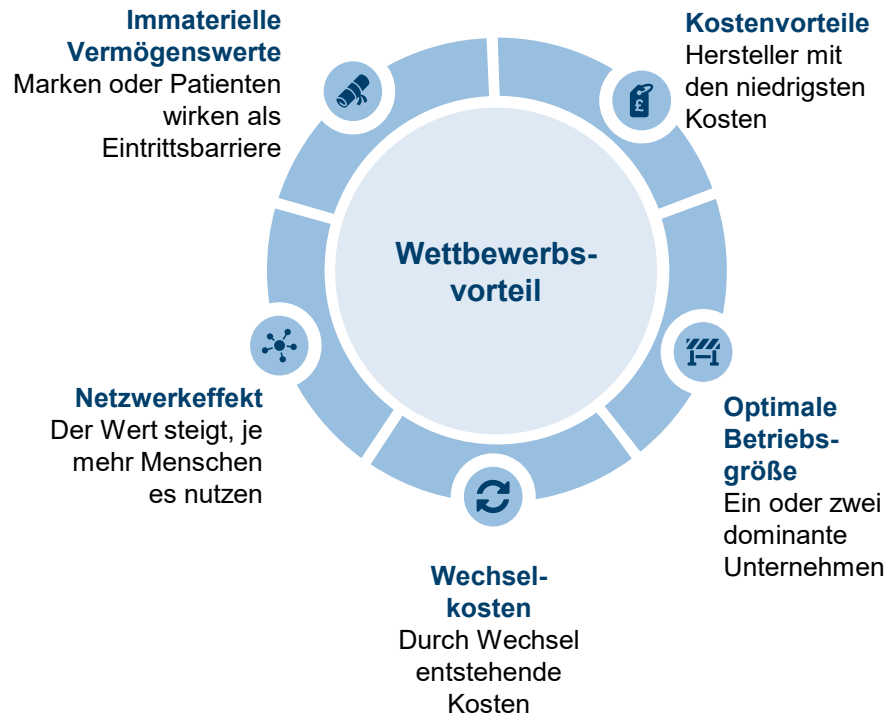 Immaterielle
Vermögenswerte
Marken oder Patienten
wirken als
Eintrittsbarriere
Kostenvorteile
Hersteller mit
den niedrigsten
Kosten
£
Wettbewerbs-
vorteil
Netzwerkeffekt
Der Wert steigt, je
mehr Menschen
es nutzen
Optimale
Betriebs-
größe
Ein oder zwei
dominante
Unternehmen
Wechsel-
kosten
Durch Wechsel
entstehende
Kosten